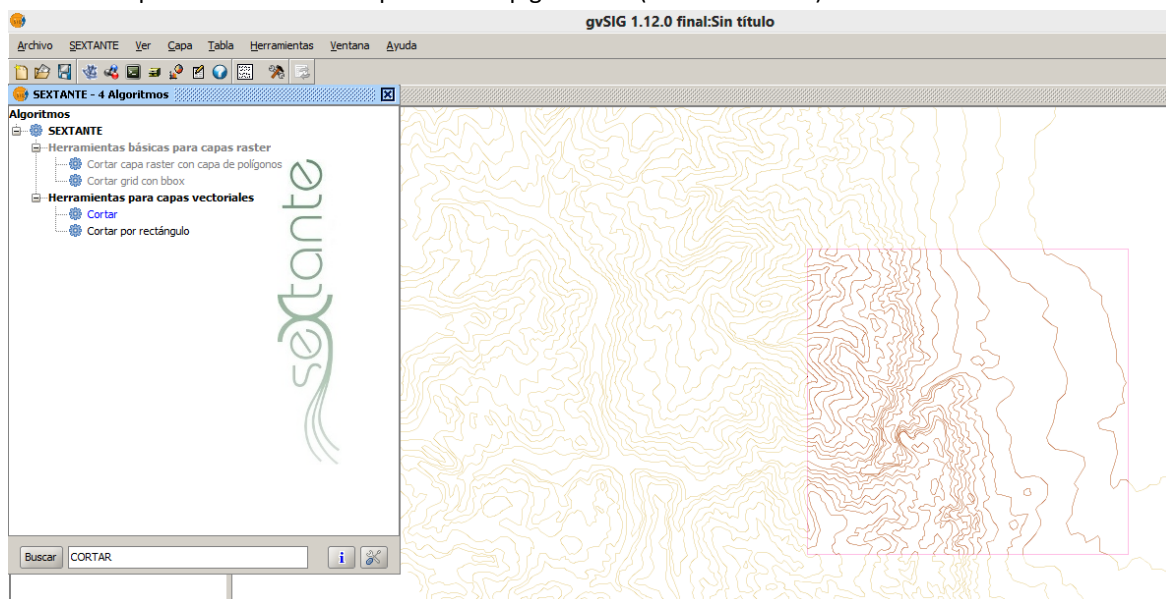 gvSIG 1.12.0 final:Sin título
Archivo SEXTANTE Ver Capa Tabla Herramientas Ventana Ayuda
SEXTANTE - 4 Algoritmos
Algoritmos
SEXTANTE
Herramientas básicas para capas raster
Cortar capa raster con capa de polígonos
Cortar grid con bbox
Herramientas para capas vectoriales
Cortar
Cortar por rectángulo
sextante
Buscar CORTAR i